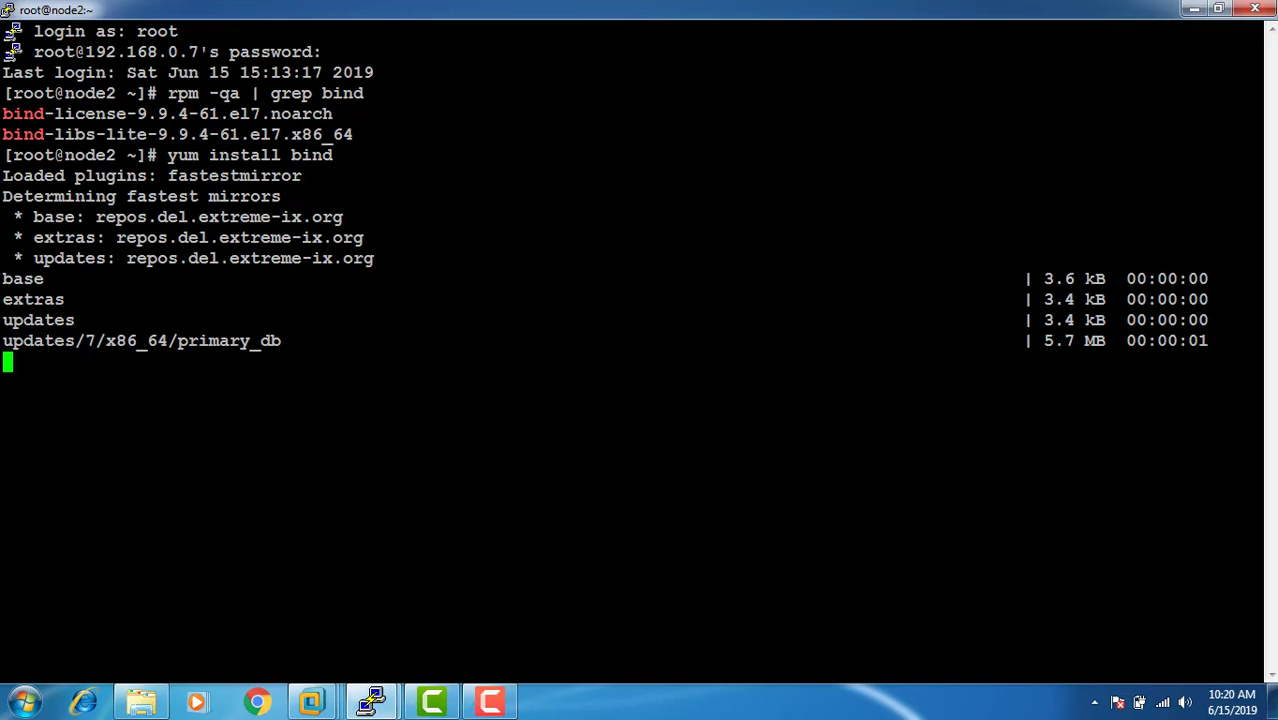 root@node2:~
login as: root
root@192.168.0.7's password:
Last login: Sat Jun 15 15:13:17 2019
[root@node2 ~]# rpm -qa | grep bind
bind-license-9.9.4-61.el7.noarch
bind-libs-lite-9.9.4-61.el7.x86_64
[root@node2 ~]# yum install bind
Loaded plugins: fastestmirror
Determining fastest mirrors
 * base: repos.del.extreme-ix.org
 * extras: repos.del.extreme-ix.org
 * updates: repos.del.extreme-ix.org
base | 3.6 kB 00:00:00
extras | 3.4 kB 00:00:00
updates | 3.4 kB 00:00:00
updates/7/x86_64/primary_db | 5.7 MB 00:00:01
10:20 AM
6/15/2019